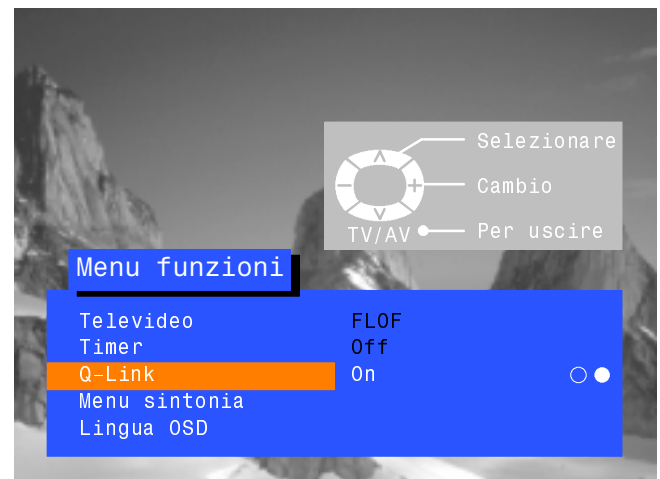 Selezionare
Cambio
TV/AV Per uscire
Menu funzioni
Televideo FLOF
Timer Off
Q-Link On
Menu sintonia
Lingua OSD